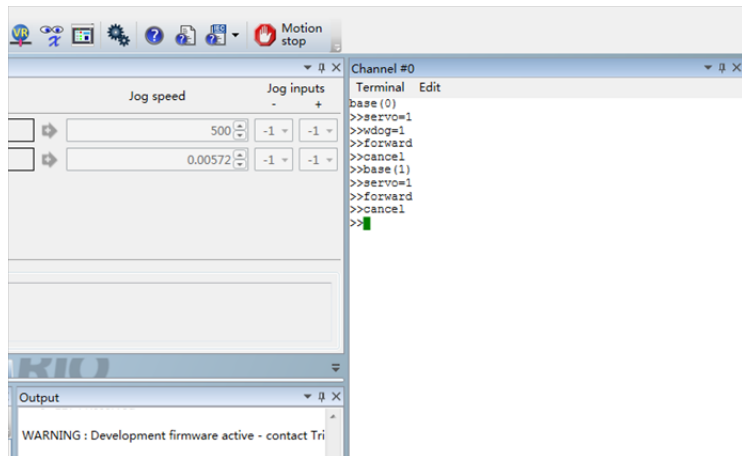 Motion
stop
Channel #0
Jog speed
Jog inputs
- +
Terminal Edit
500 -1 -1
0.00572 -1 -1
base(0)
>>servo=1
>>wdog=1
>>forward
>>cancel
>>base(1)
>>servo=1
>>forward
>>cancel
>>
Output
WARNING : Development firmware active - contact Tri